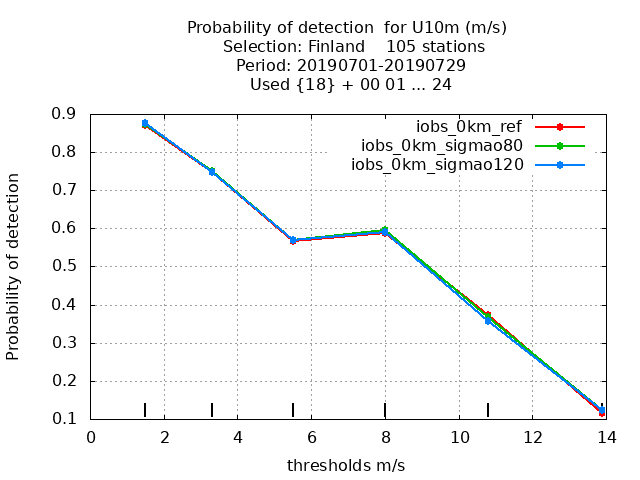 Probability of detection  for U10m (m/s)
Selection: Finland    105 stations
Period: 20190701-20190729
Used {18} + 00 01 ... 24
iobs_0km_ref
iobs_0km_sigmao80
iobs_0km_sigmao120
Probability of detection
0.9
0.8
0.7
0.6
0.5
0.4
0.3
0.2
0.1
0 2 4 6 8 10 12 14
thresholds m/s